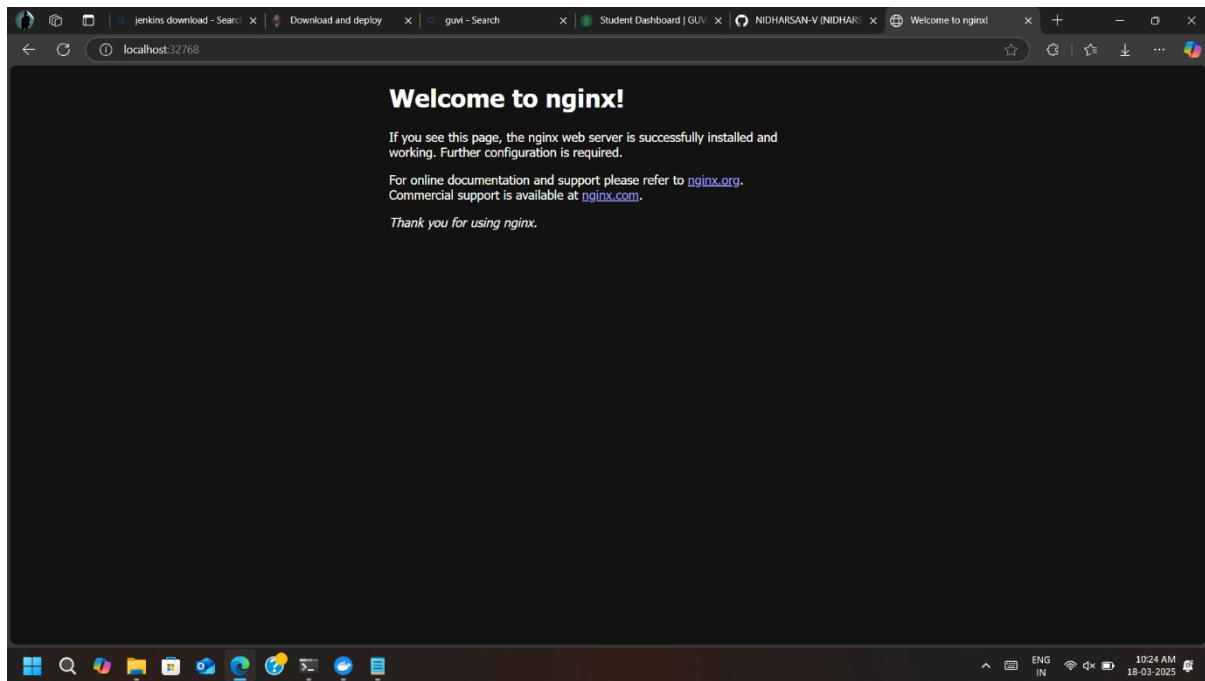 jenkins download - Searc
Download and deploy
guvi - Search
Student Dashboard | GUV
NIDHARSAN-V (NIDHARS
Welcome to nginx!
localhost:32768
Welcome to nginx!
If you see this page, the nginx web server is successfully installed and
working. Further configuration is required.
For online documentation and support please refer to nginx.org.
Commercial support is available at nginx.com.
Thank you for using nginx.
ENG
IN
10:24 AM
18-03-2025